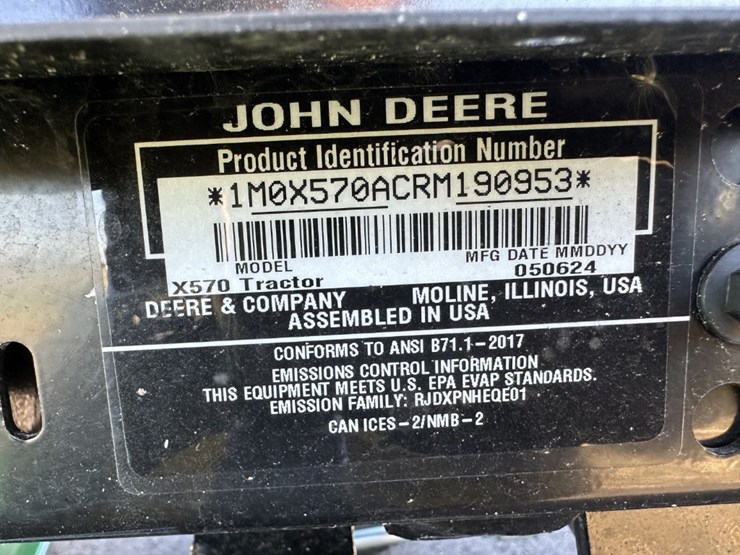 JOHN DEERE
Product Identification Number
*1M0X570ACRM190953*
MODEL MFG DATE MMDDYY
X570 Tractor 050624
DEERE & COMPANY MOLINE, ILLINOIS, USA
ASSEMBLED IN USA
CONFORMS TO ANSI B71.1-2017
EMISSIONS CONTROL INFORMATION
THIS EQUIPMENT MEETS U.S. EPA EVAP STANDARDS.
EMISSION FAMILY: RJDXPNHEQE01
CAN ICES-2/NMB-2